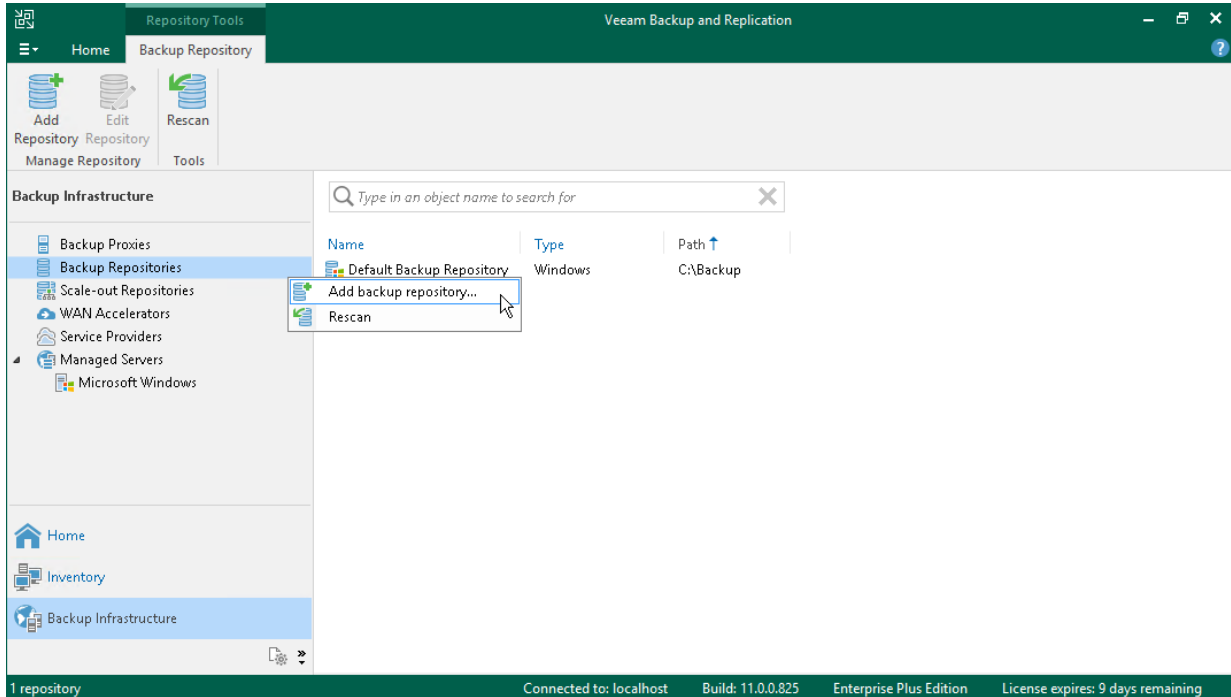 Repository Tools
Veeam Backup and Replication
Home
Backup Repository
Add
Repository
Edit
Repository
Rescan
Manage Repository
Tools
Backup Infrastructure
Type in an object name to search for
Backup Proxies
Backup Repositories
Scale-out Repositories
WAN Accelerators
Service Providers
Managed Servers
Microsoft Windows
Name Type Path
Default Backup Repository Windows C:\Backup
Add backup repository...
Rescan
Home
Inventory
Backup Infrastructure
1 repository Connected to: localhost Build: 11.0.0.825 Enterprise Plus Edition License expires: 9 days remaining